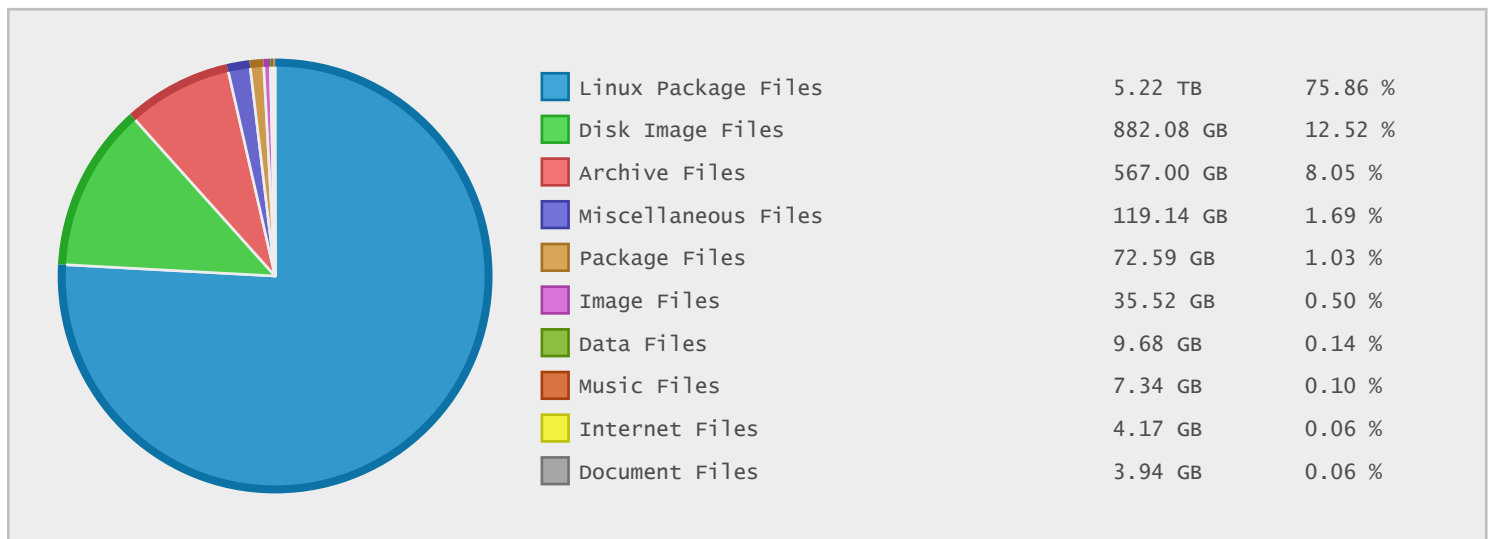 Linux Package Files 5.22 TB 75.86 %
Disk Image Files 882.08 GB 12.52 %
Archive Files 567.00 GB 8.05 %
Miscellaneous Files 119.14 GB 1.69 %
Package Files 72.59 GB 1.03 %
Image Files 35.52 GB 0.50 %
Data Files 9.68 GB 0.14 %
Music Files 7.34 GB 0.10 %
Internet Files 4.17 GB 0.06 %
Document Files 3.94 GB 0.06 %